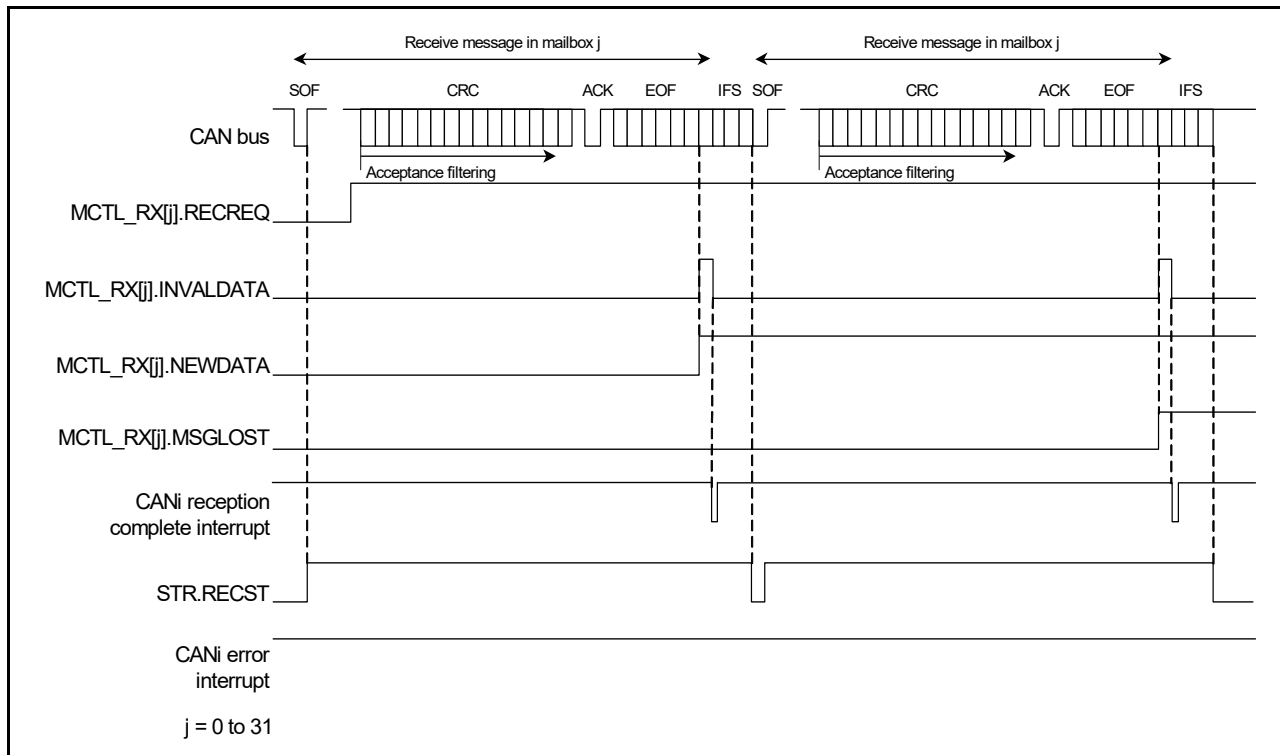 Receive message in mailbox j
Receive message in mailbox j
SOF CRC ACK EOF IFS SOF CRC ACK EOF IFS
CAN bus
Acceptance filtering
Acceptance filtering
MCTL_RX[j].RECREQ
MCTL_RX[j].INVALDATA
MCTL_RX[j].NEWDATA
MCTL_RX[j].MSGLOST
CANi reception
complete interrupt
STR.RECST
CANi error
interrupt
j = 0 to 31